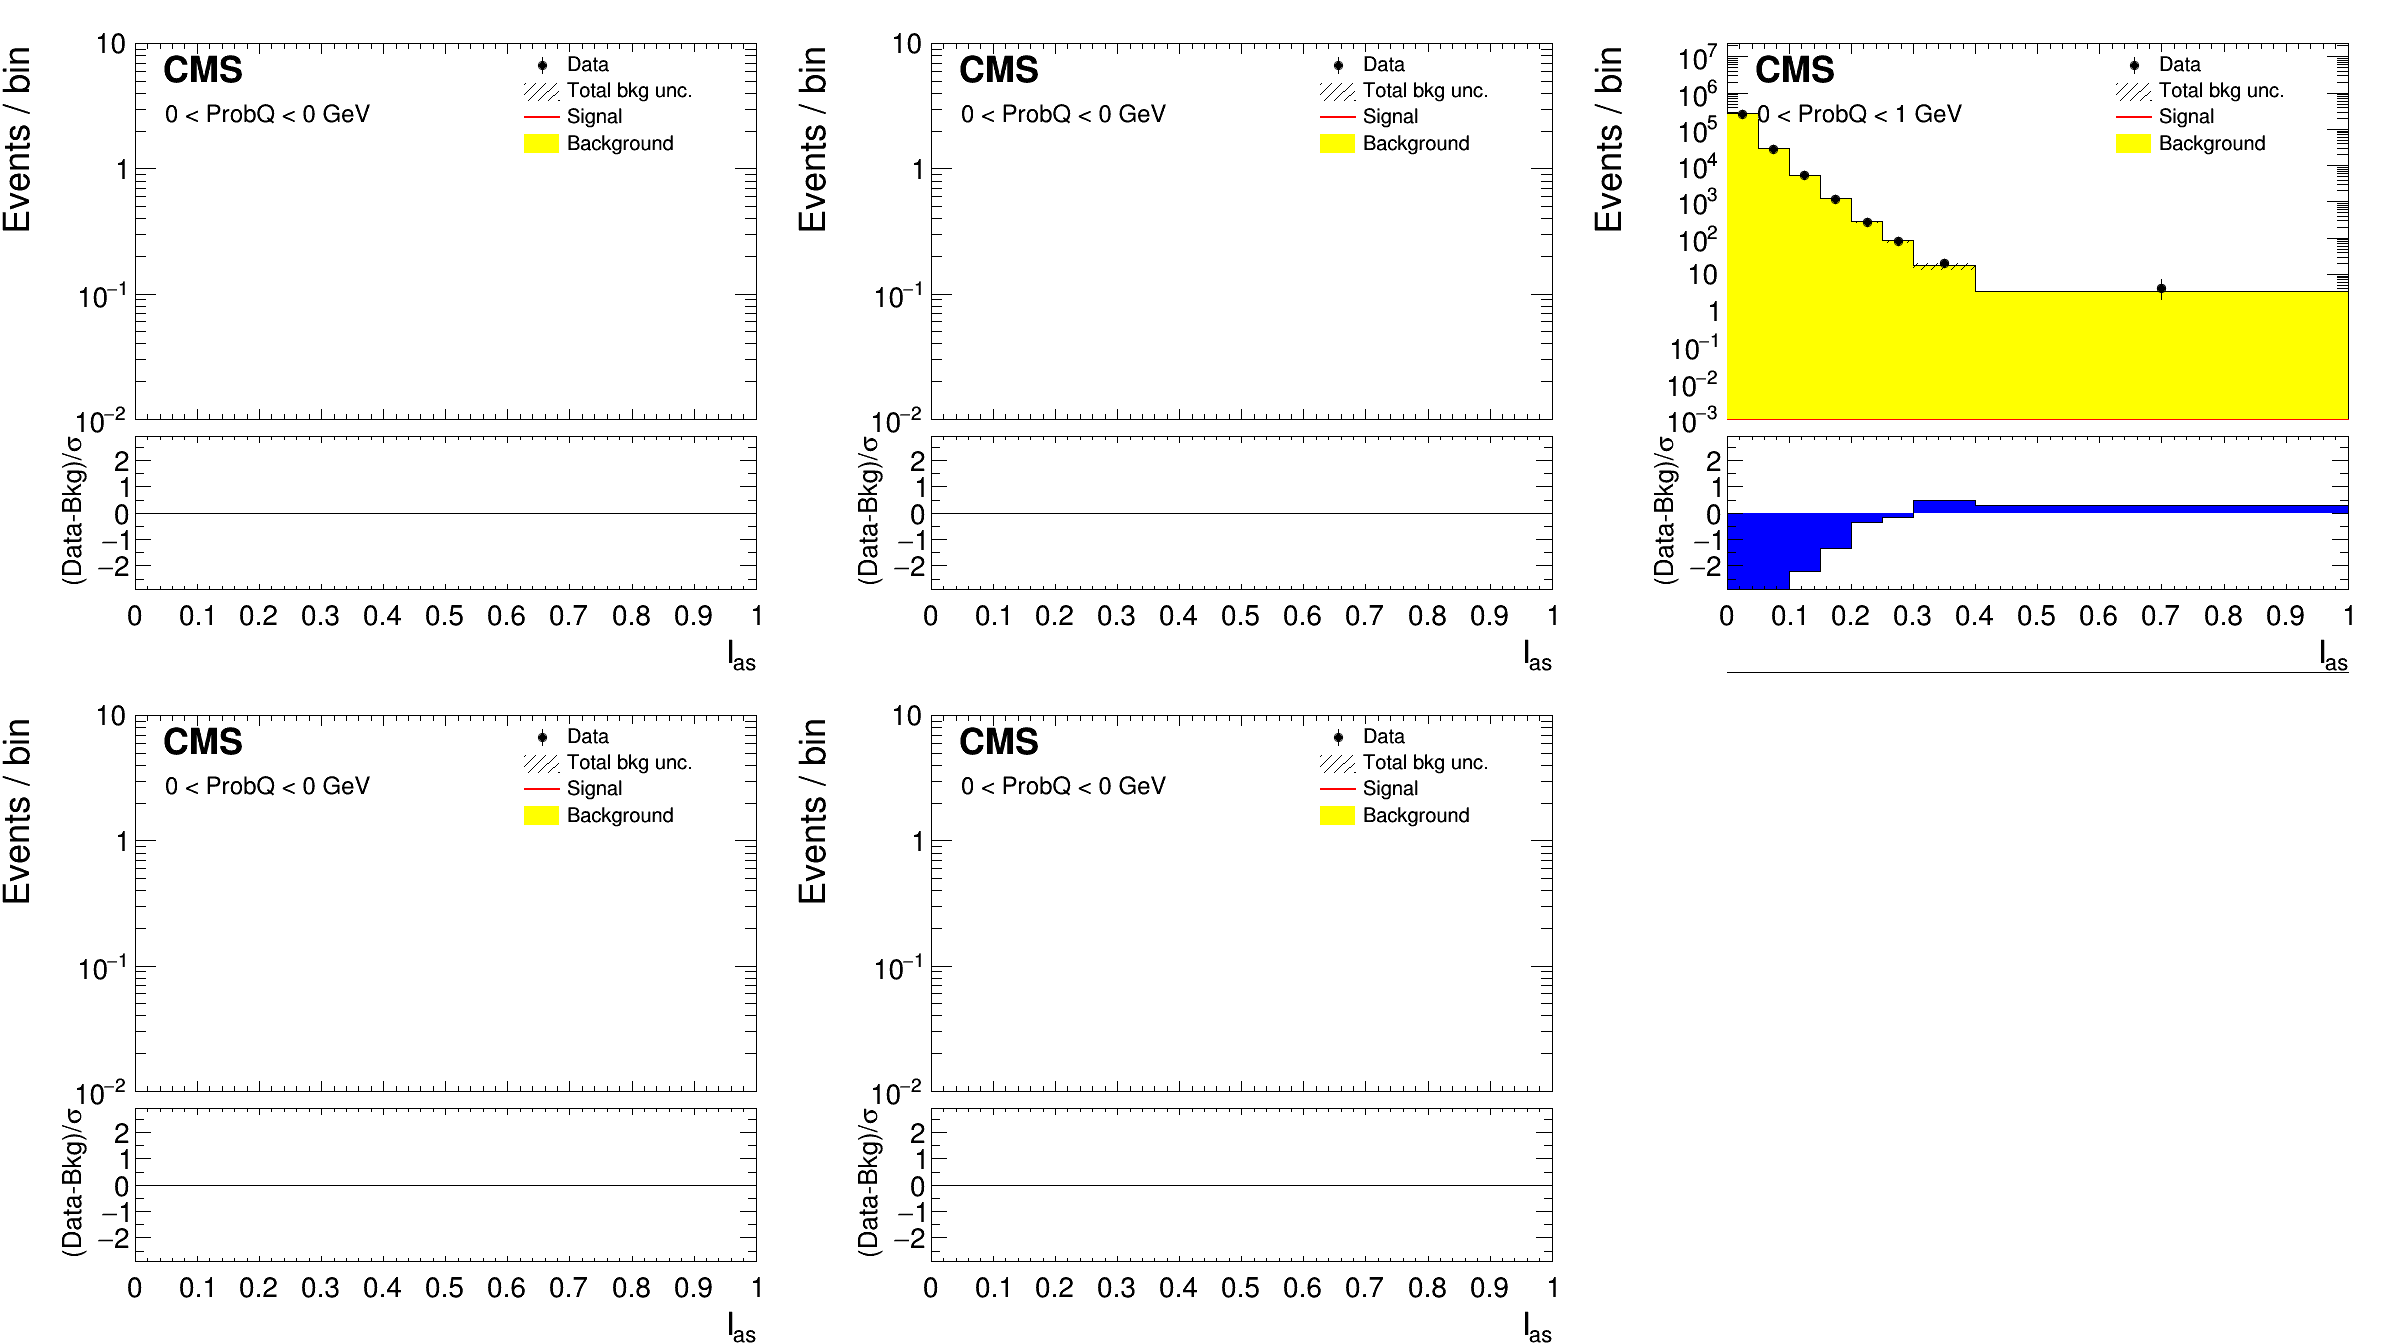 Events / bin
10
1
10⁻¹
10⁻²
CMS
0 < ProbQ < 0 GeV
Data
Total bkg unc.
Signal
Background
(Data-Bkg)/σ
2
1
0
−1
−2
0 0.1 0.2 0.3 0.4 0.5 0.6 0.7 0.8 0.9 1
I_as
Events / bin
10
1
10⁻¹
10⁻²
CMS
0 < ProbQ < 0 GeV
Data
Total bkg unc.
Signal
Background
(Data-Bkg)/σ
2
1
0
−1
−2
0 0.1 0.2 0.3 0.4 0.5 0.6 0.7 0.8 0.9 1
I_as
Events / bin
10⁷
10⁶
10⁵
10⁴
10³
10²
10
1
10⁻¹
10⁻²
10⁻³
CMS
0 < ProbQ < 1 GeV
Data
Total bkg unc.
Signal
Background
(Data-Bkg)/σ
2
1
0
−1
−2
0 0.1 0.2 0.3 0.4 0.5 0.6 0.7 0.8 0.9 1
I_as
Events / bin
10
1
10⁻¹
10⁻²
CMS
0 < ProbQ < 0 GeV
Data
Total bkg unc.
Signal
Background
(Data-Bkg)/σ
2
1
0
−1
−2
0 0.1 0.2 0.3 0.4 0.5 0.6 0.7 0.8 0.9 1
I_as
Events / bin
10
1
10⁻¹
10⁻²
CMS
0 < ProbQ < 0 GeV
Data
Total bkg unc.
Signal
Background
(Data-Bkg)/σ
2
1
0
−1
−2
0 0.1 0.2 0.3 0.4 0.5 0.6 0.7 0.8 0.9 1
I_as